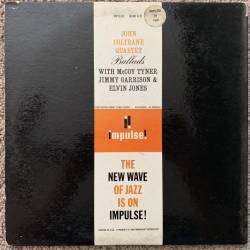 JOHN
COLTRANE
QUARTET
Ballads
WITH McCOY TYNER
JIMMY GARRISON &
ELVIN JONES
impulse!
THE
NEW WAVE
OF JAZZ IS ON
IMPULSE!